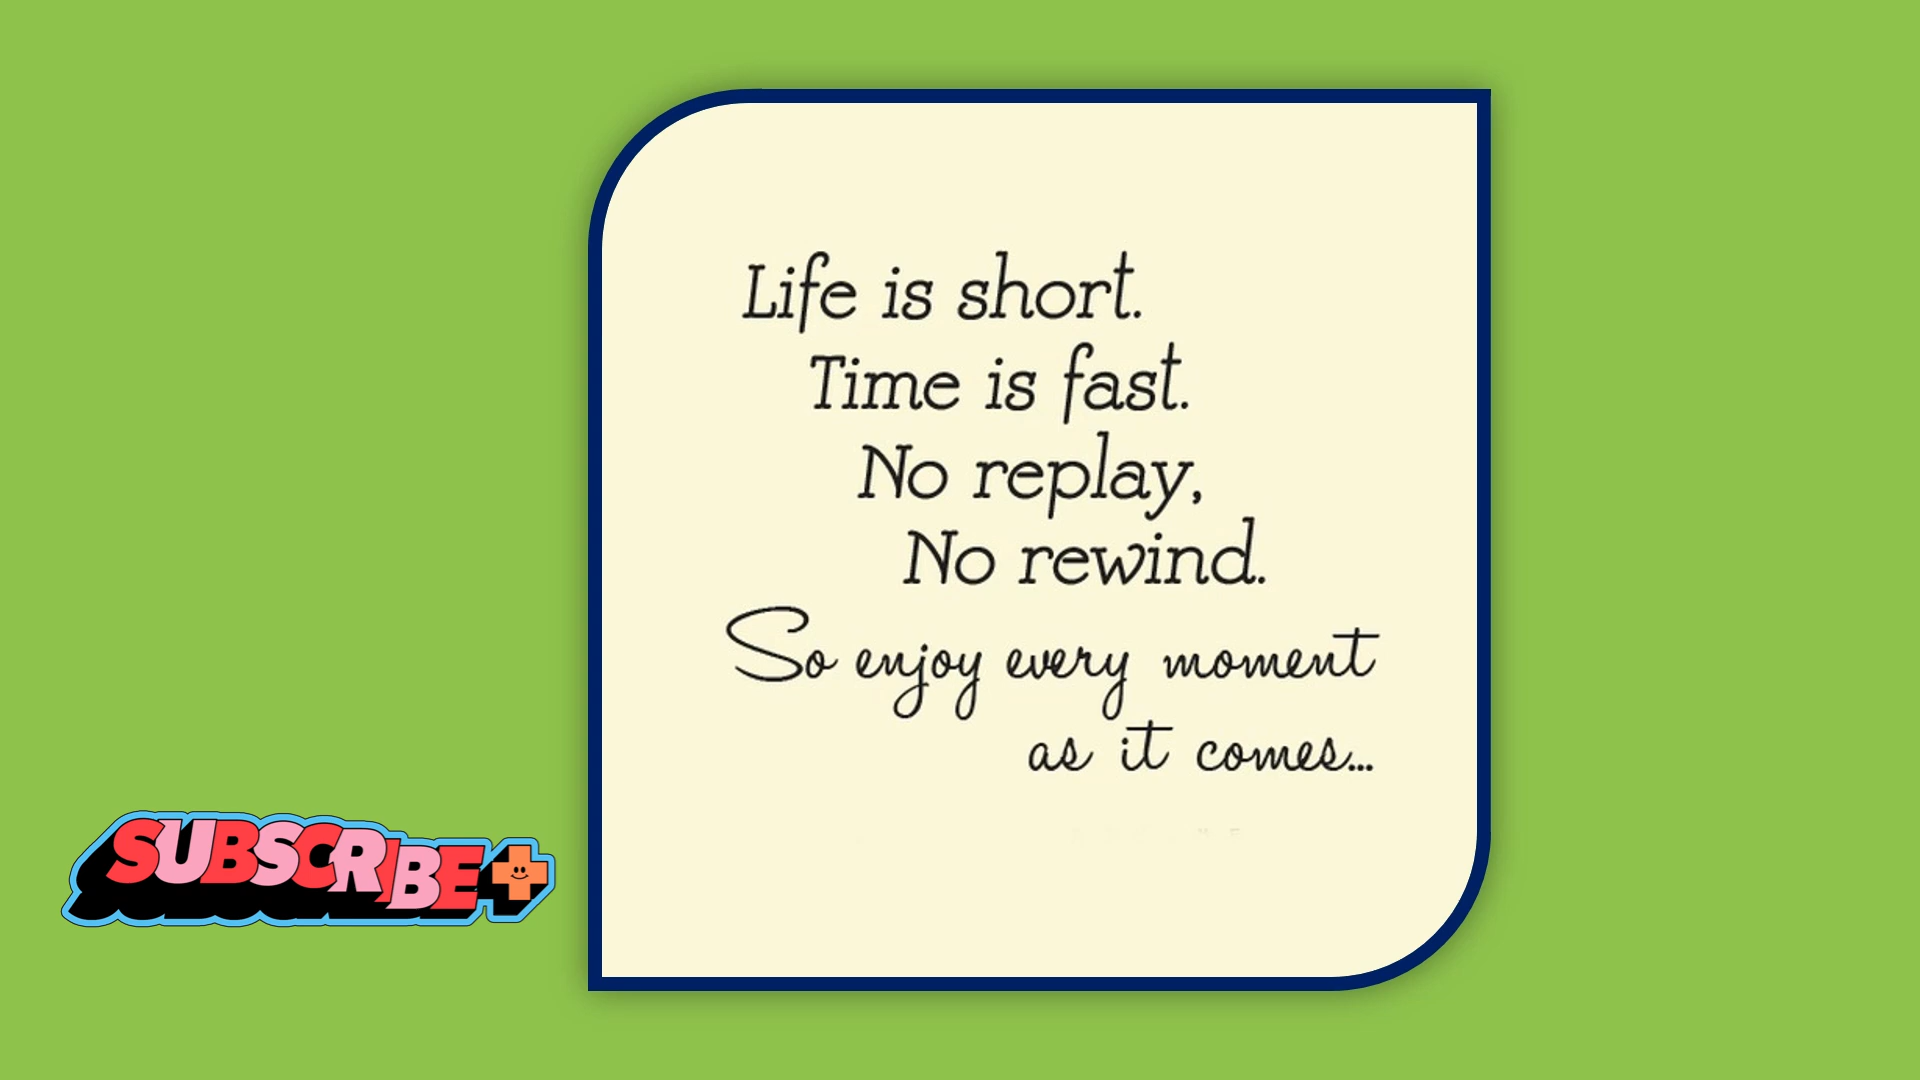 Life is short.
Time is fast.
No replay,
No rewind.
So enjoy every moment
as it comes...
SUBSCRIBE